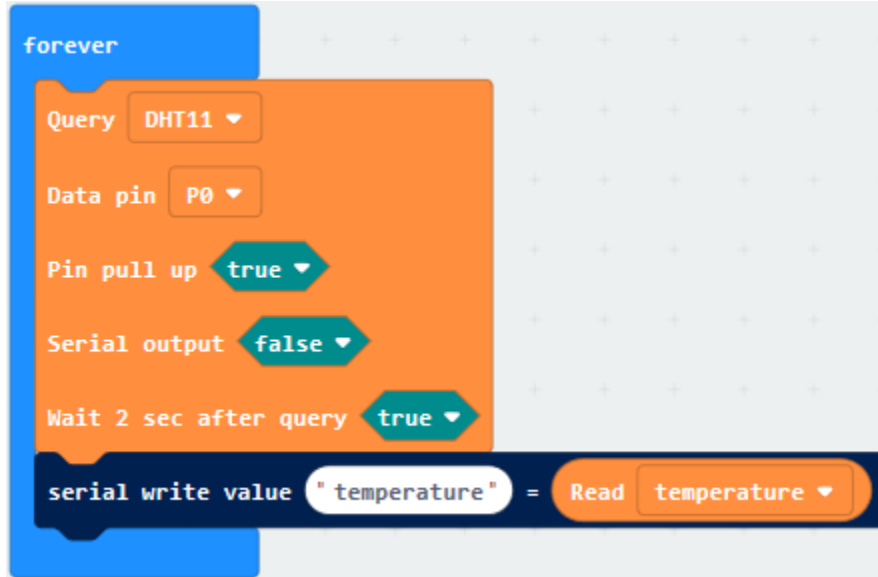 forever
Query DHT11
Data pin P0
Pin pull up true
Serial output false
Wait 2 sec after query true
serial write value "temperature" = Read temperature